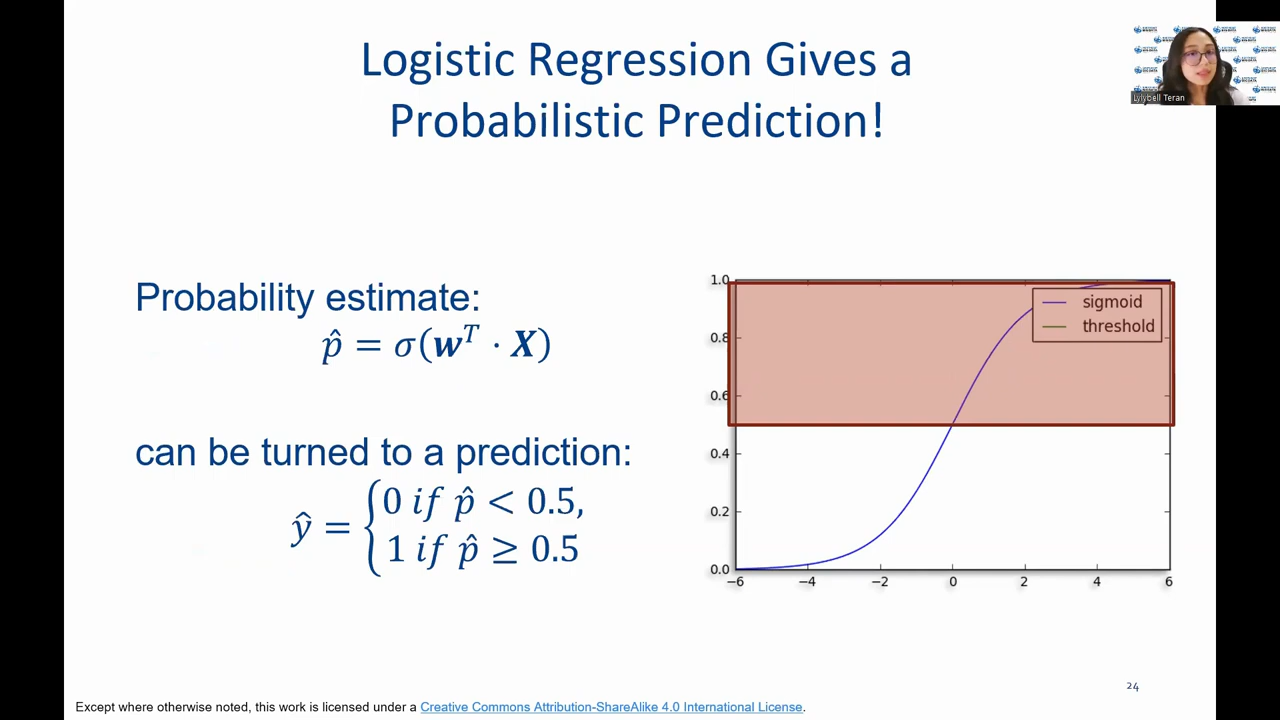 Logistic Regression Gives a
Probabilistic Prediction!
Lylybell Teran
Probability estimate:
p̂ = σ(𝒘ᵀ · 𝑿)
can be turned to a prediction:
ŷ = {0 if p̂ < 0.5,
1 if p̂ ≥ 0.5
1.0
0.8
0.6
0.4
0.2
0.0
−6 −4 −2 0 2 4 6
sigmoid
threshold
24
Except where otherwise noted, this work is licensed under a Creative Commons Attribution-ShareAlike 4.0 International License.